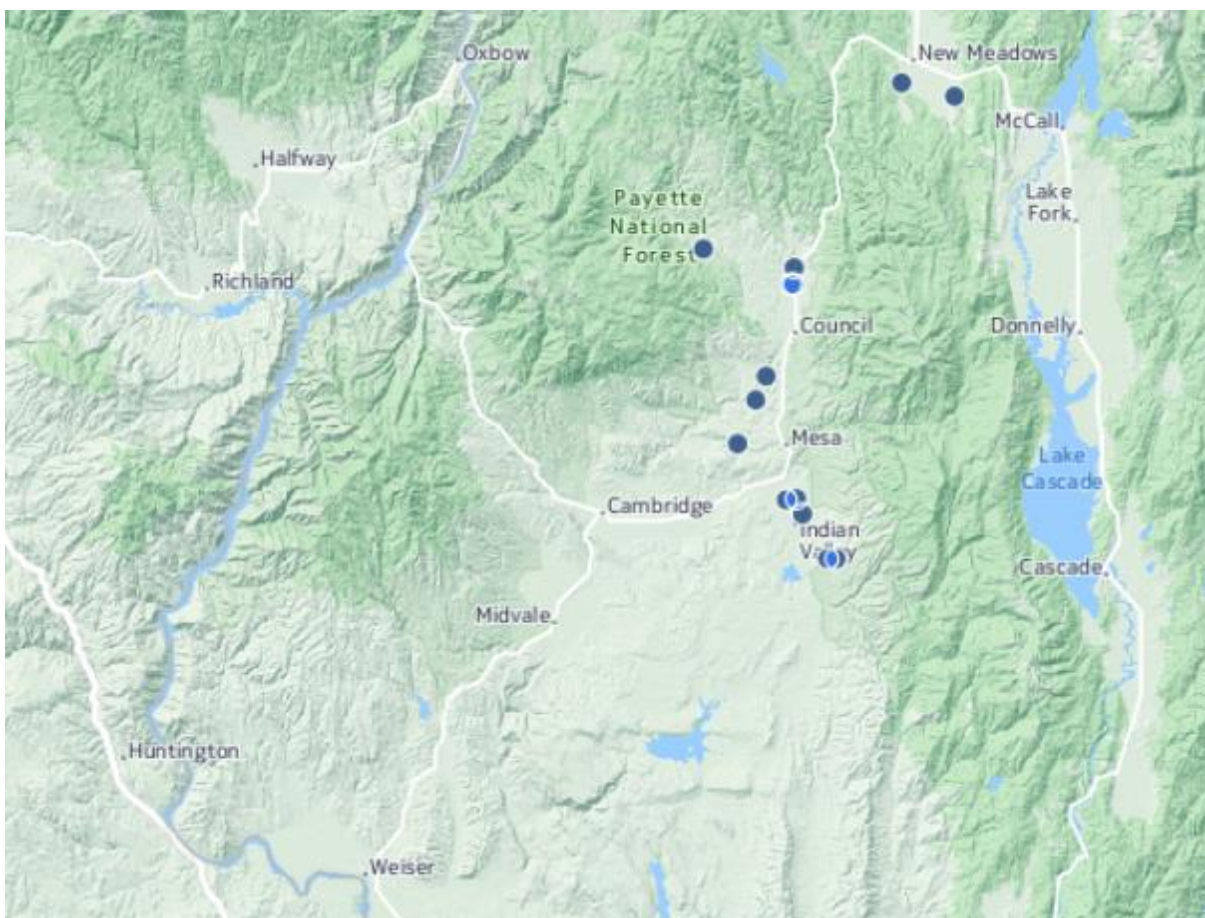 Oxbow
New Meadows
McCall
Halfway
Payette
National
Forest
Lake
Fork
Richland
Council
Donnelly
Mesa
Lake
Cascade
Cambridge
Indian
Valley
Cascade
Midvale
Huntington
Weiser